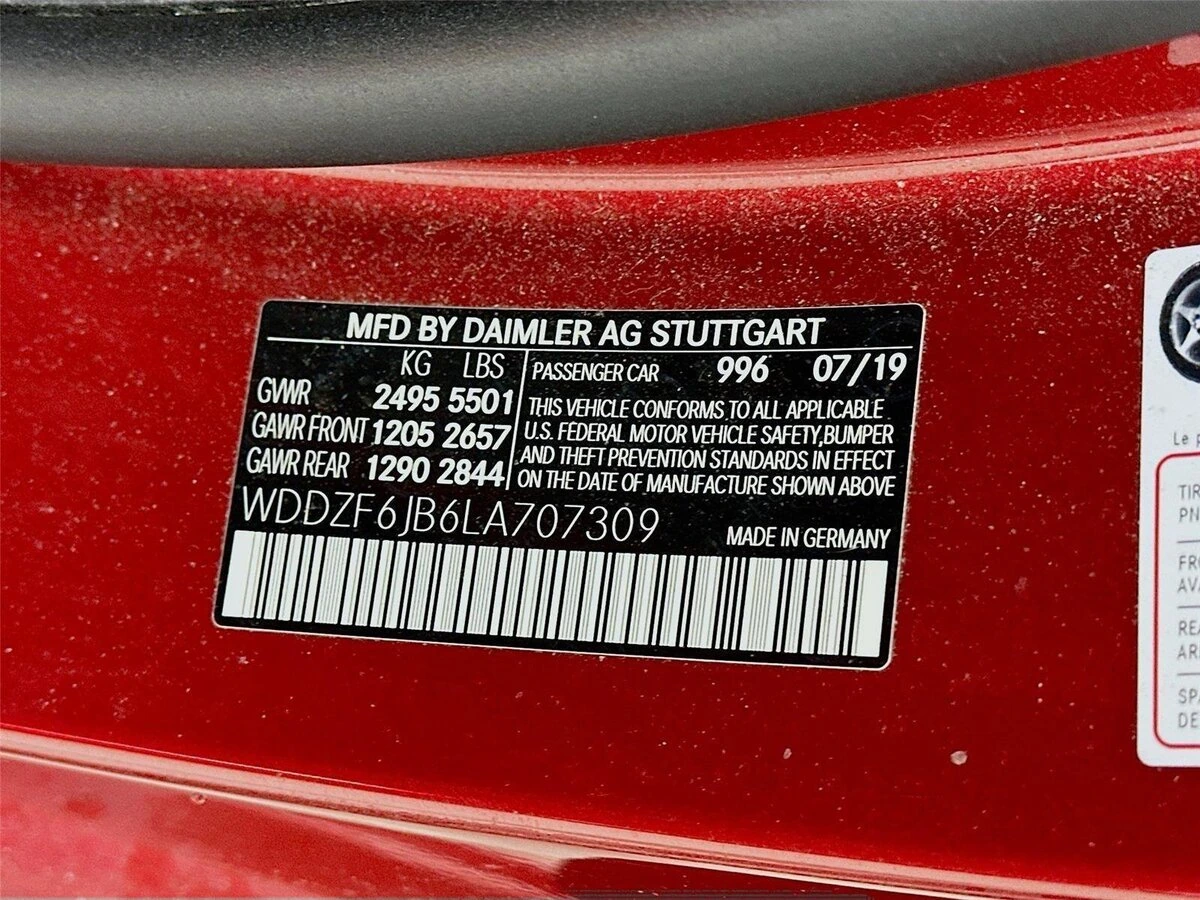 MFD BY DAIMLER AG STUTTGART
KG LBS
GVWR 2495 5501
GAWR FRONT 1205 2657
GAWR REAR 1290 2844
PASSENGER CAR 996 07/19
THIS VEHICLE CONFORMS TO ALL APPLICABLE
U.S. FEDERAL MOTOR VEHICLE SAFETY,BUMPER
AND THEFT PREVENTION STANDARDS IN EFFECT
ON THE DATE OF MANUFACTURE SHOWN ABOVE
WDDZF6JB6LA707309
MADE IN GERMANY
Le